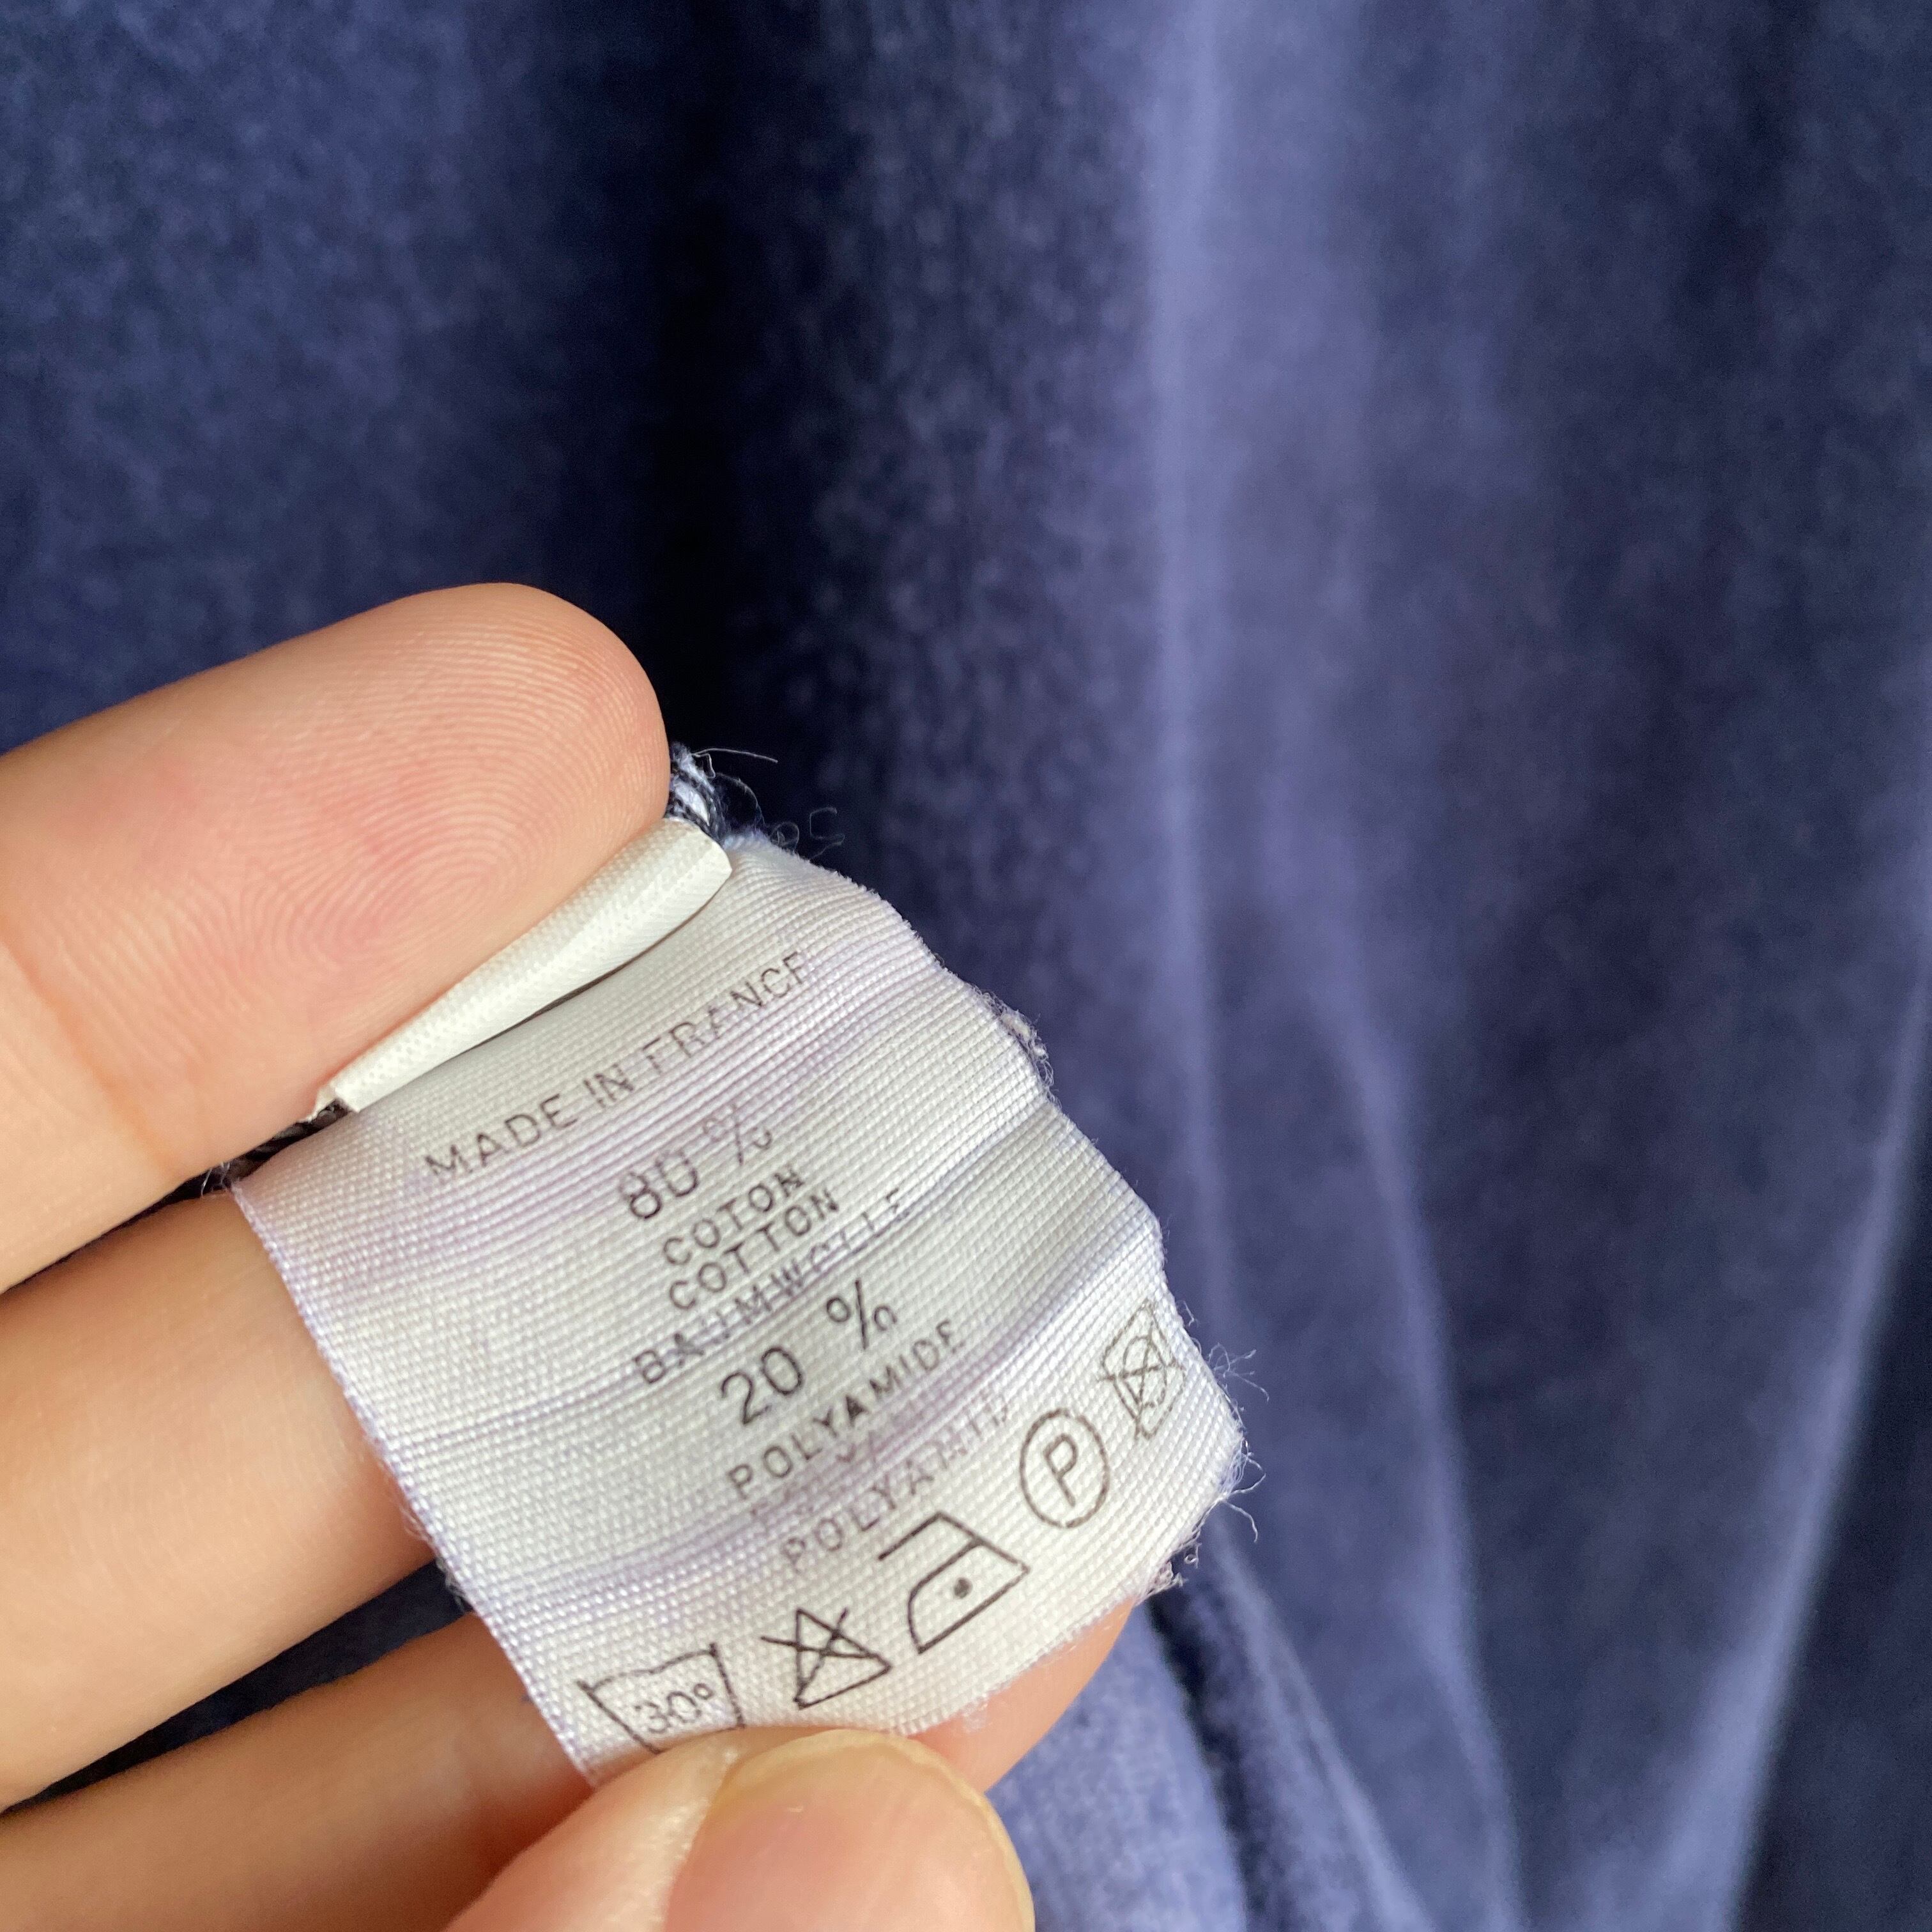 MADE IN FRANCE
80 %
COTON
COTTON
BAUMWOLLE
20 %
POLYAMIDE
POLYAMID
30°
P